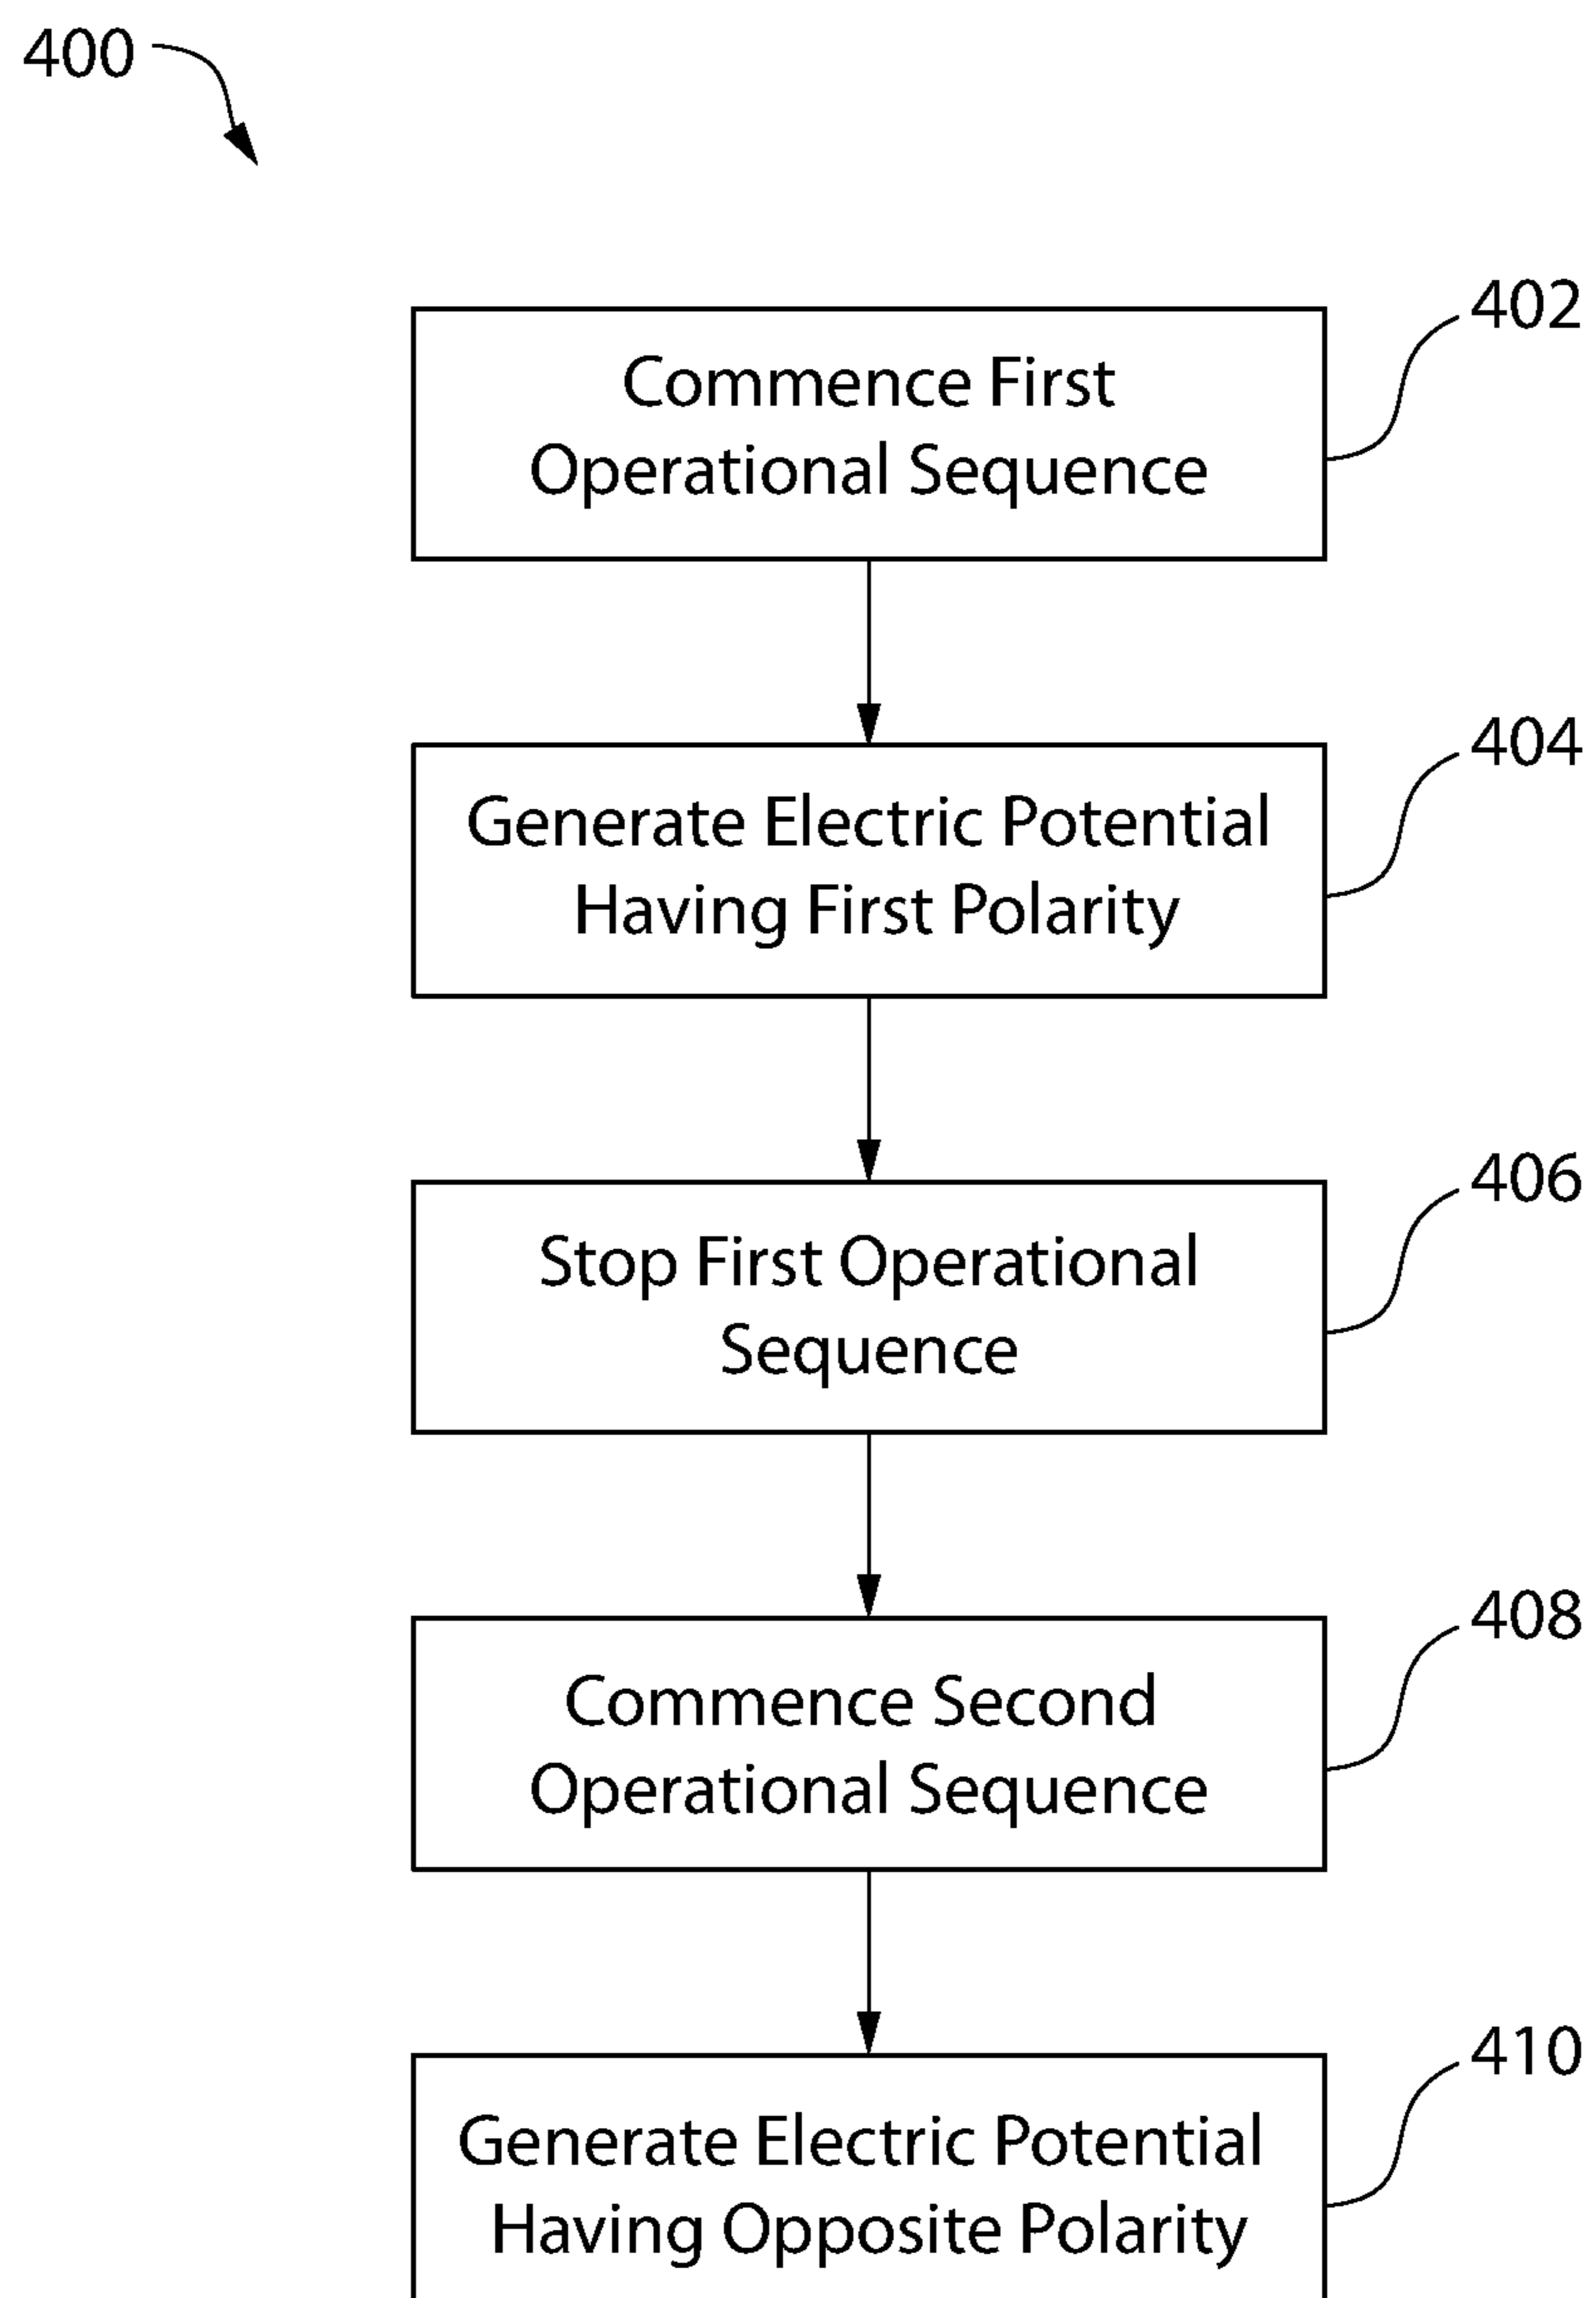 400
402
Commence First
Operational Sequence
404
Generate Electric Potential
Having First Polarity
406
Stop First Operational
Sequence
408
Commence Second
Operational Sequence
410
Generate Electric Potential
Having Opposite Polarity